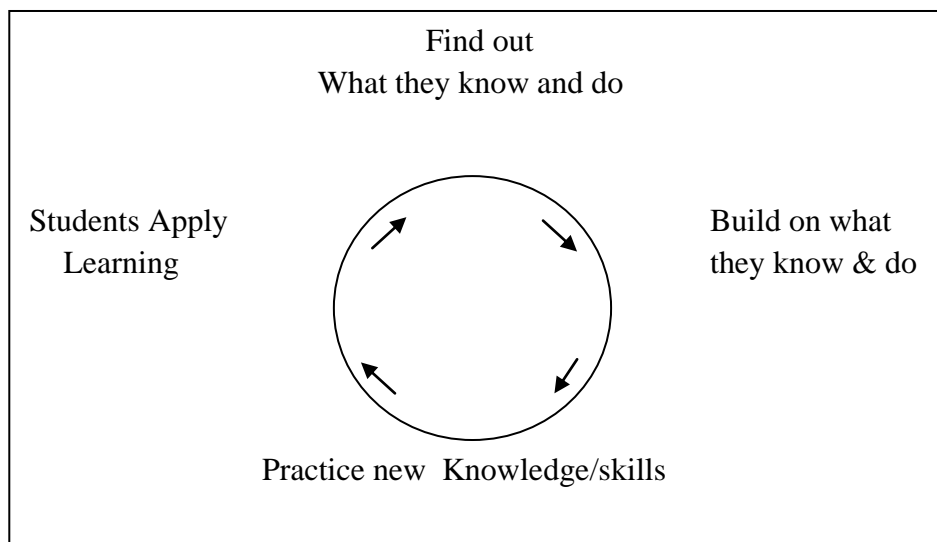 Find out
What they know and do
Students Apply
Learning
Build on what
they know & do
Practice new  Knowledge/skills